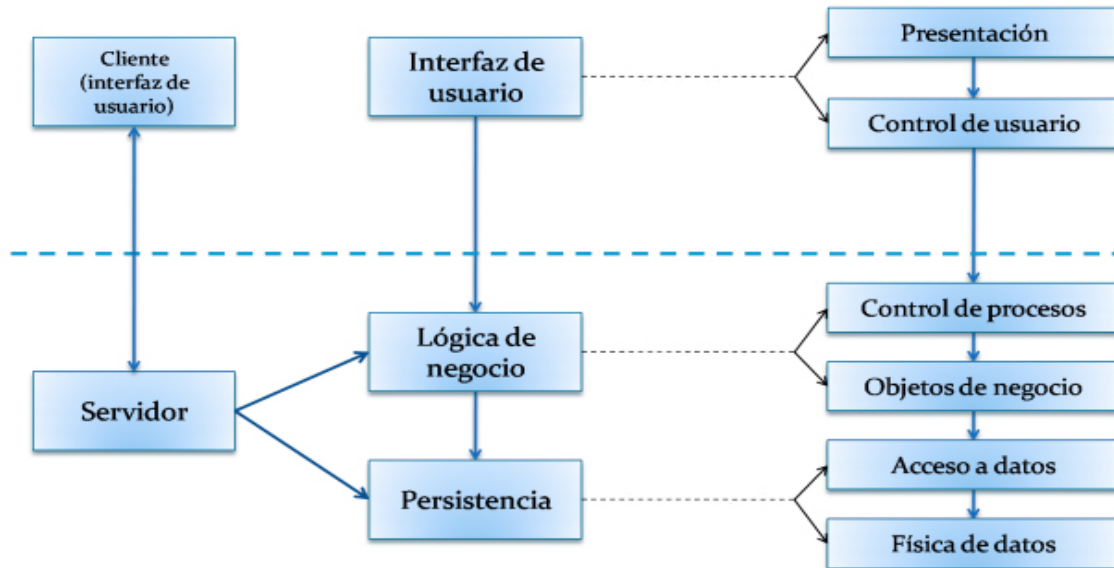 Cliente
(interfaz de
usuario)
Interfaz de
usuario
Presentación
Control de usuario
Servidor
Lógica de
negocio
Persistencia
Control de procesos
Objetos de negocio
Acceso a datos
Física de datos